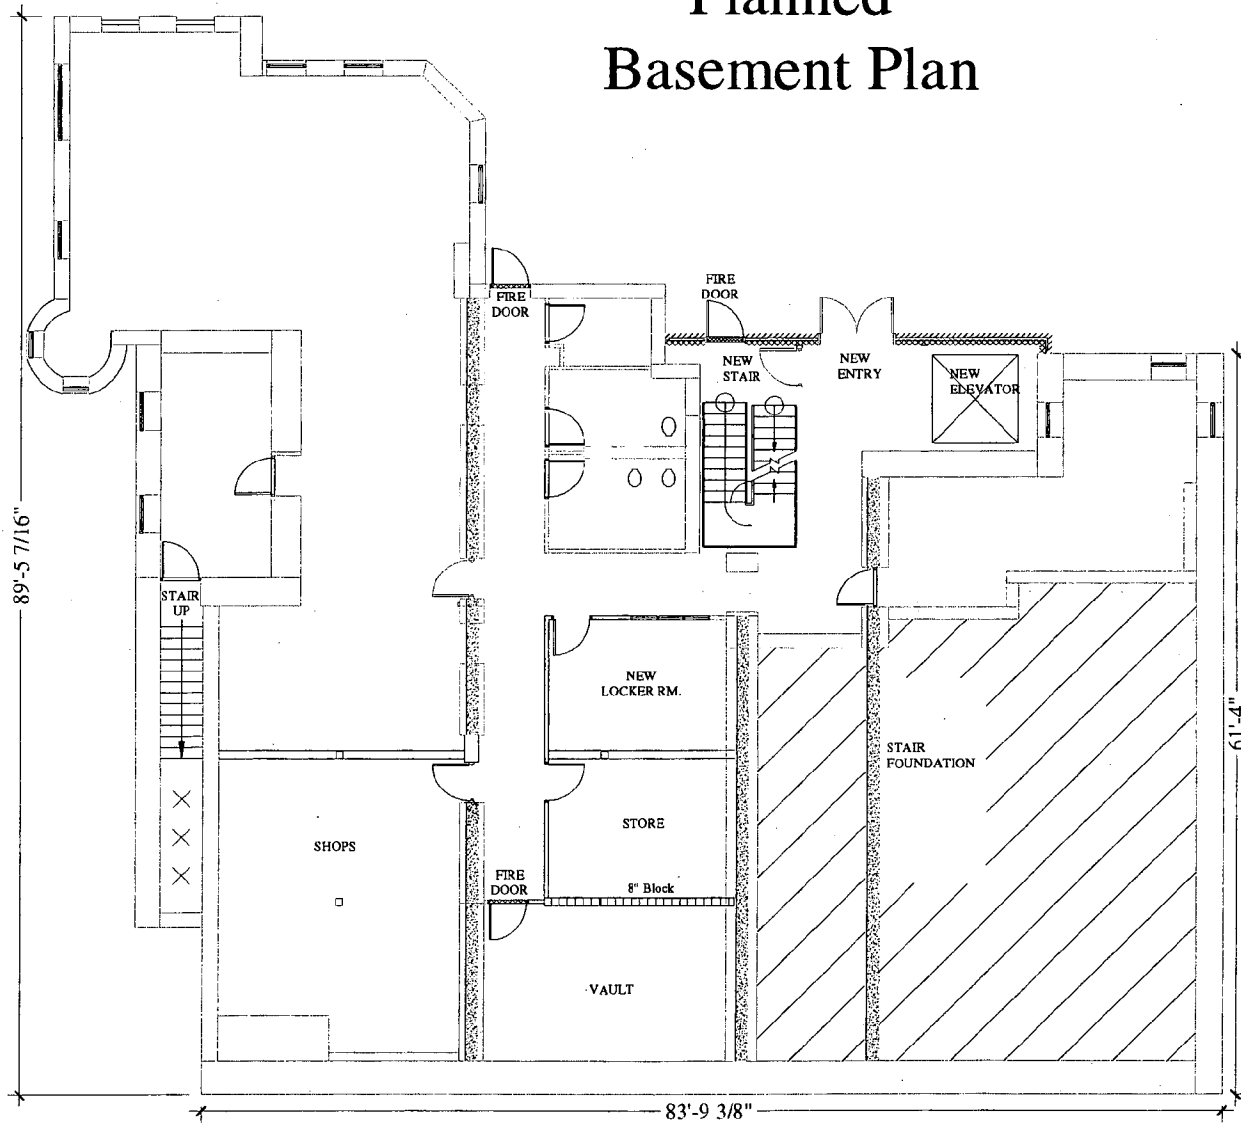 Planned
Basement Plan
FIRE
DOOR
FIRE
DOOR
NEW
STAIR
NEW
ENTRY
NEW
ELEVATOR
89'-5 7/16"
STAIR
UP
NEW
LOCKER RM.
61'-4"
STAIR
FOUNDATION
SHOPS
STORE
FIRE
DOOR
8" Block
VAULT
83'-9 3/8"